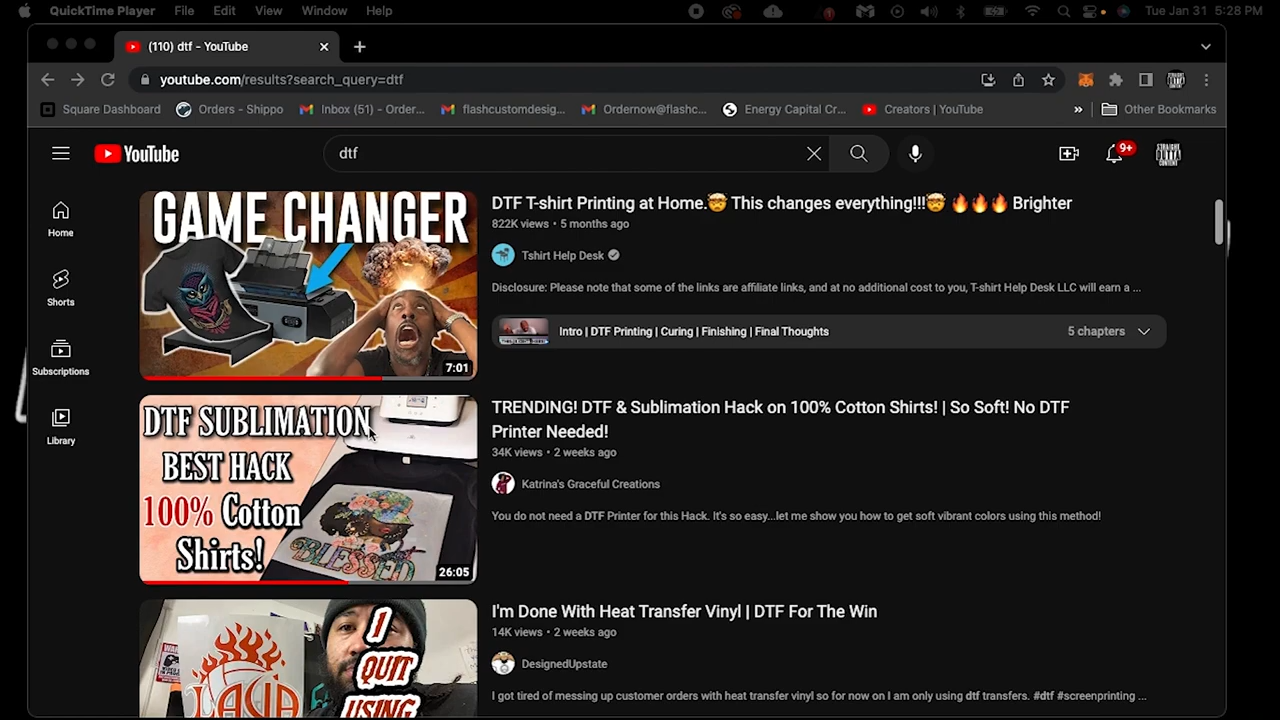 QuickTime Player File Edit View Window Help Tue Jan 31 5:28 PM
(110) dtf - YouTube
youtube.com/results?search_query=dtf
Square Dashboard Orders - Shippo Inbox (51) - Order... flashcustomdesig... Ordernow@flashc... Energy Capital Cr... Creators | YouTube » Other Bookmarks
YouTube dtf 9+
Home
Shorts
Subscriptions
Library
GAME CHANGER
7:01
DTF T-shirt Printing at Home.🤯 This changes everything!!!🤯 🔥🔥🔥 Brighter
822K views • 5 months ago
Tshirt Help Desk
Disclosure: Please note that some of the links are affiliate links, and at no additional cost to you, T-shirt Help Desk LLC will earn a ...
Intro | DTF Printing | Curing | Finishing | Final Thoughts 5 chapters
DTF SUBLIMATION
BEST HACK
100% Cotton
Shirts!
BLESSED
26:05
TRENDING! DTF & Sublimation Hack on 100% Cotton Shirts! | So Soft! No DTF
Printer Needed!
34K views • 2 weeks ago
Katrina's Graceful Creations
You do not need a DTF Printer for this Hack. It's so easy...let me show you how to get soft vibrant colors using this method!
LAVA
I
QUIT
USING
I'm Done With Heat Transfer Vinyl | DTF For The Win
14K views • 2 weeks ago
DesignedUpstate
I got tired of messing up customer orders with heat transfer vinyl so for now on I am only using dtf transfers. #dtf #screenprinting ...